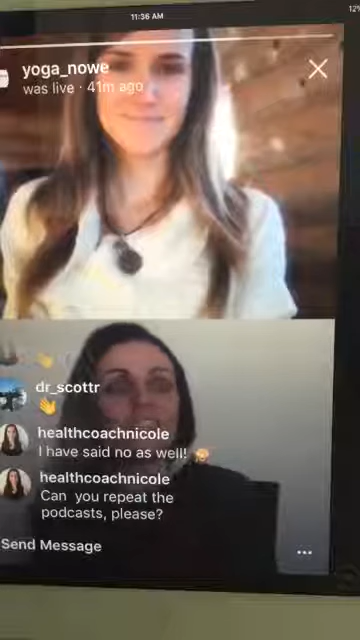 11:36 AM
12%
yoga_nowe
was live · 41m ago
dr_scottr
healthcoachnicole
I have said no as well!
healthcoachnicole
Can you repeat the
podcasts, please?
Send Message